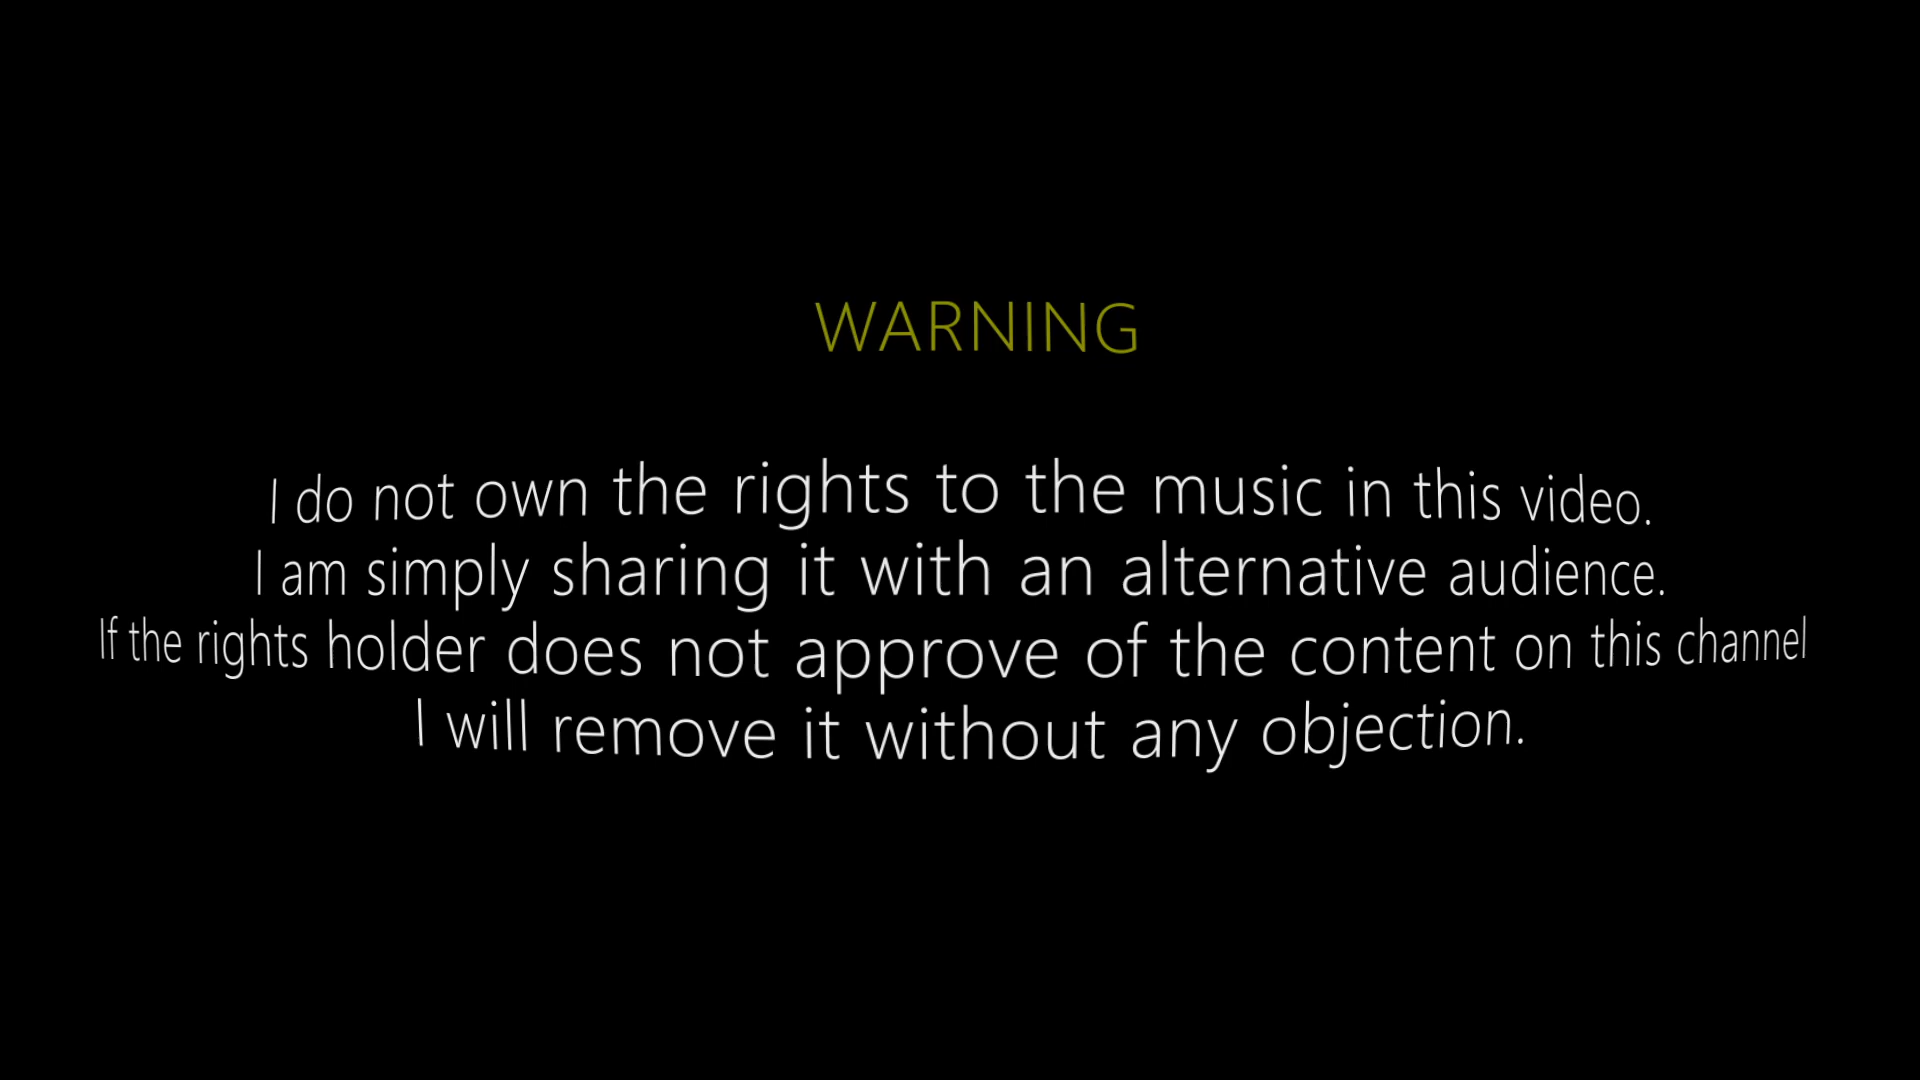 WARNING
I do not own the rights to the music in this video.
I am simply sharing it with an alternative audience.
If the rights holder does not approve of the content on this channel
I will remove it without any objection.